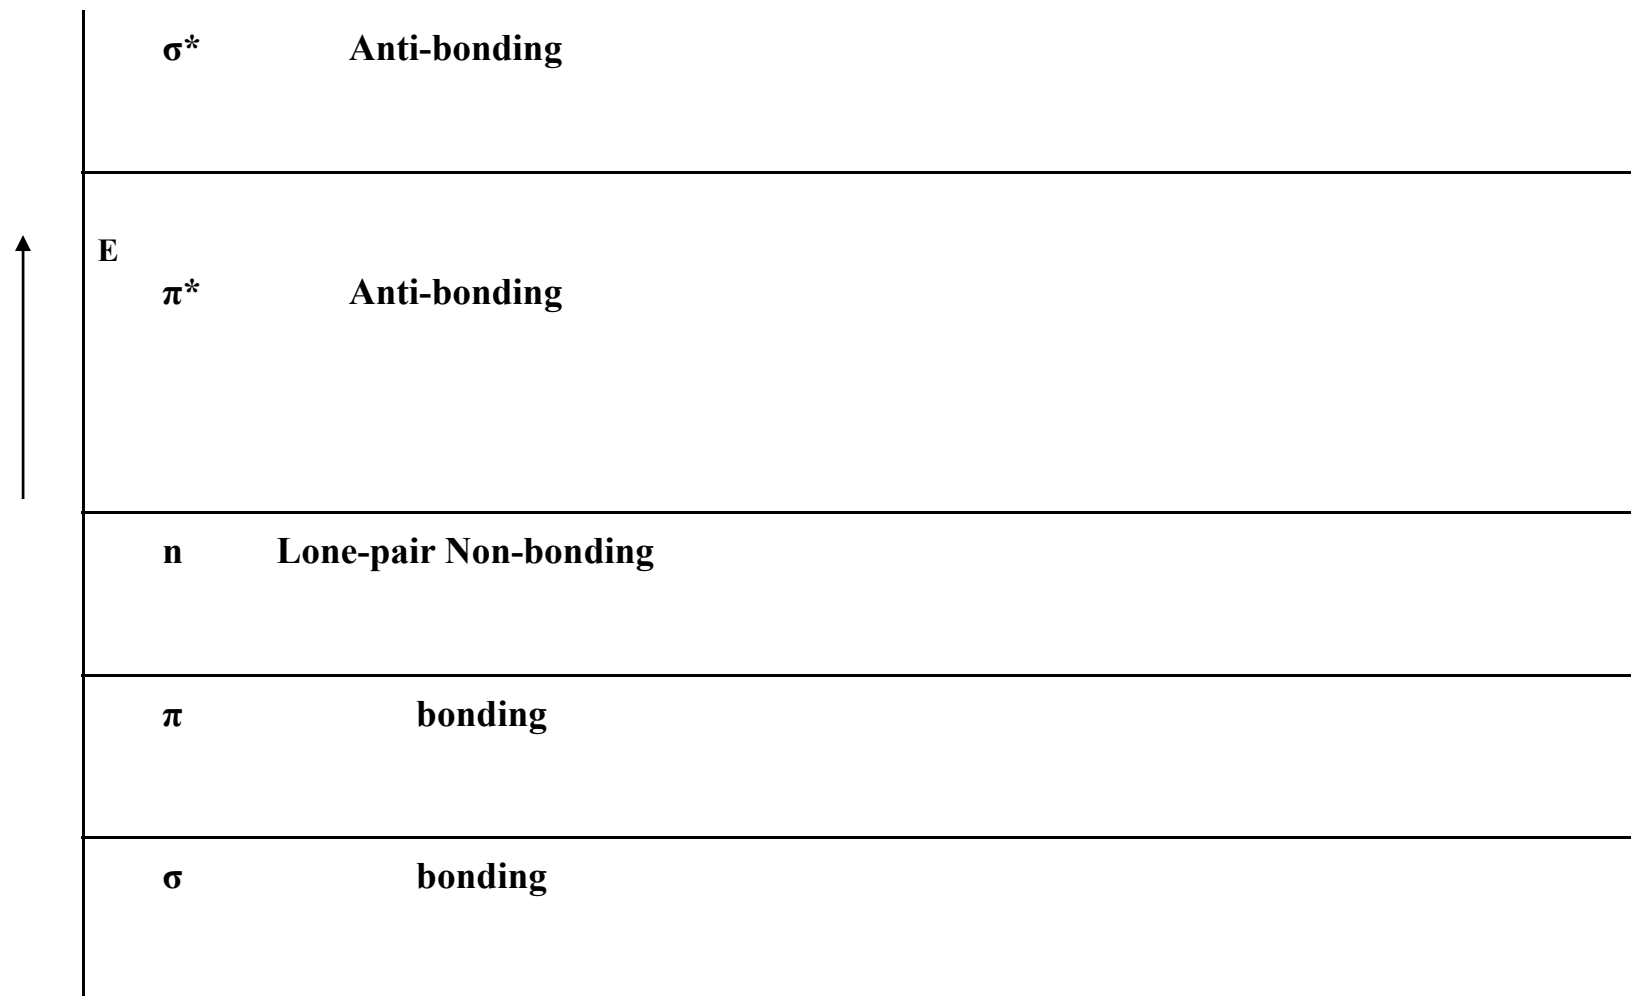 σ* Anti-bonding
E
π* Anti-bonding
n Lone-pair Non-bonding
π bonding
σ bonding